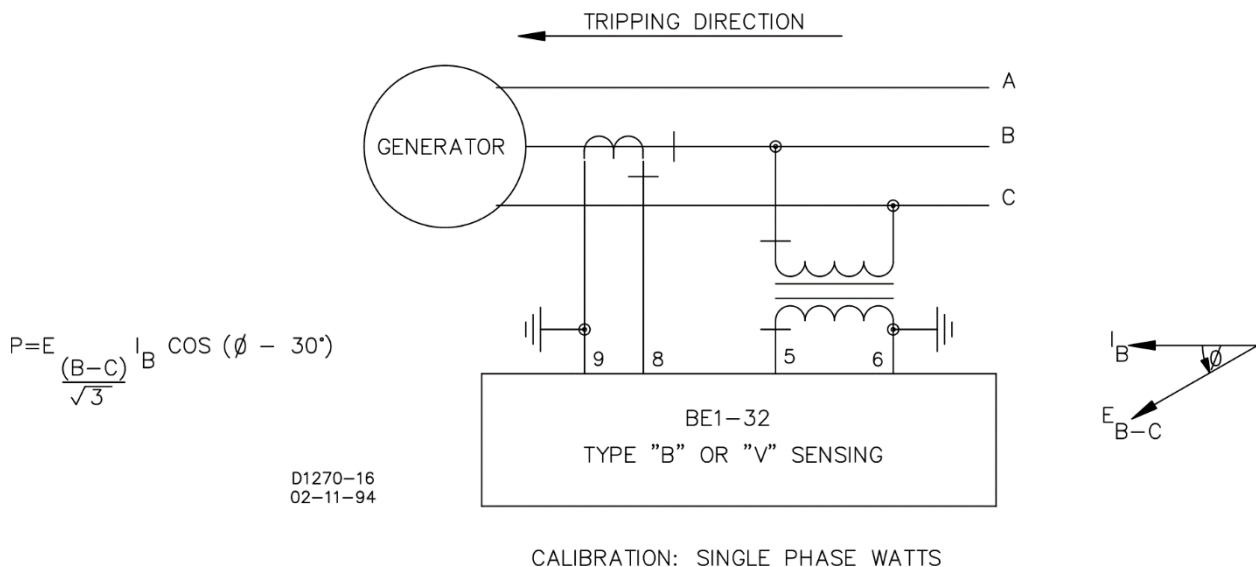 TRIPPING DIRECTION
A
GENERATOR
B
C
P=E (B-C) I B COS (ø - 30°)
√3
9 8 5 6
I B
ø
E B-C
BE1-32
TYPE "B" OR "V" SENSING
D1270-16
02-11-94
CALIBRATION: SINGLE PHASE WATTS